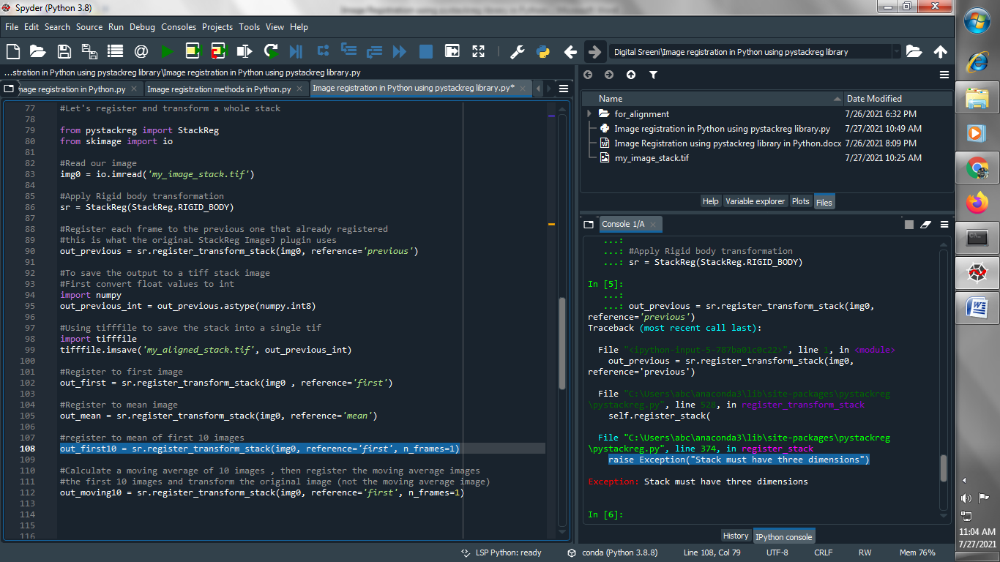 Spyder (Python 3.8)
File Edit Search Source Run Debug Consoles Projects Tools View Help
Digital Sreeni\Image registration in Python using pystackreg library
...stration in Python using pystackreg library\Image registration in Python using pystackreg library.py
mage registration in Python.py
Image registration methods in Python.py
Image registration in Python using pystackreg library.py*
77 #Let's register and transform a whole stack
78
79 from pystackreg import StackReg
80 from skimage import io
81
82 #Read our image
83 img0 = io.imread('my_image_stack.tif')
84
85 #Apply Rigid body transformation
86 sr = StackReg(StackReg.RIGID_BODY)
87
88 #Register each frame to the previous one that already registered
89 #this is what the originaL StackReg ImageJ plugin uses
90 out_previous = sr.register_transform_stack(img0, reference='previous')
91
92 #To save the output to a tiff stack image
93 #First convert float values to int
94 import numpy
95 out_previous_int = out_previous.astype(numpy.int8)
96
97 #Using tifffile to save the stack into a single tif
98 import tifffile
99 tifffile.imsave('my_aligned_stack.tif', out_previous_int)
100
101 #Register to first image
102 out_first = sr.register_transform_stack(img0 , reference='first')
103
104 #Register to mean image
105 out_mean = sr.register_transform_stack(img0, reference='mean')
106
107 #register to mean of first 10 images
108 out_first10 = sr.register_transform_stack(img0, reference='first', n_frames=1)
109
110 #Calculate a moving average of 10 images , then register the moving average images
111 #the first 10 images and transform the original image (not the moving average image)
112 out_moving10 = sr.register_transform_stack(img0, reference='first', n_frames=1)
113
114
115
116
Name Date Modified
for_alignment 7/26/2021 6:32 PM
Image registration in Python using pystackreg library.py 7/27/2021 10:49 AM
Image Registration using pystackreg library in Python.docx 7/26/2021 8:09 PM
my_image_stack.tif 7/27/2021 10:25 AM
Help Variable explorer Plots Files
Console 1/A
...:
...: #Apply Rigid body transformation
...: sr = StackReg(StackReg.RIGID_BODY)
In [5]:
...:
...: out_previous = sr.register_transform_stack(img0,
reference='previous')
Traceback (most recent call last):
File "<ipython-input-5-787ba01c0c22>", line 1, in <module>
out_previous = sr.register_transform_stack(img0,
reference='previous')
File "C:\Users\abc\anaconda3\lib\site-packages\pystackreg
\pystackreg.py", line 528, in register_transform_stack
self.register_stack(
File "C:\Users\abc\anaconda3\lib\site-packages\pystackreg
\pystackreg.py", line 374, in register_stack
raise Exception("Stack must have three dimensions")
Exception: Stack must have three dimensions
In [6]:
History IPython console
LSP Python: ready conda (Python 3.8.8) Line 108, Col 79 UTF-8 CRLF RW Mem 76%
11:04 AM
7/27/2021